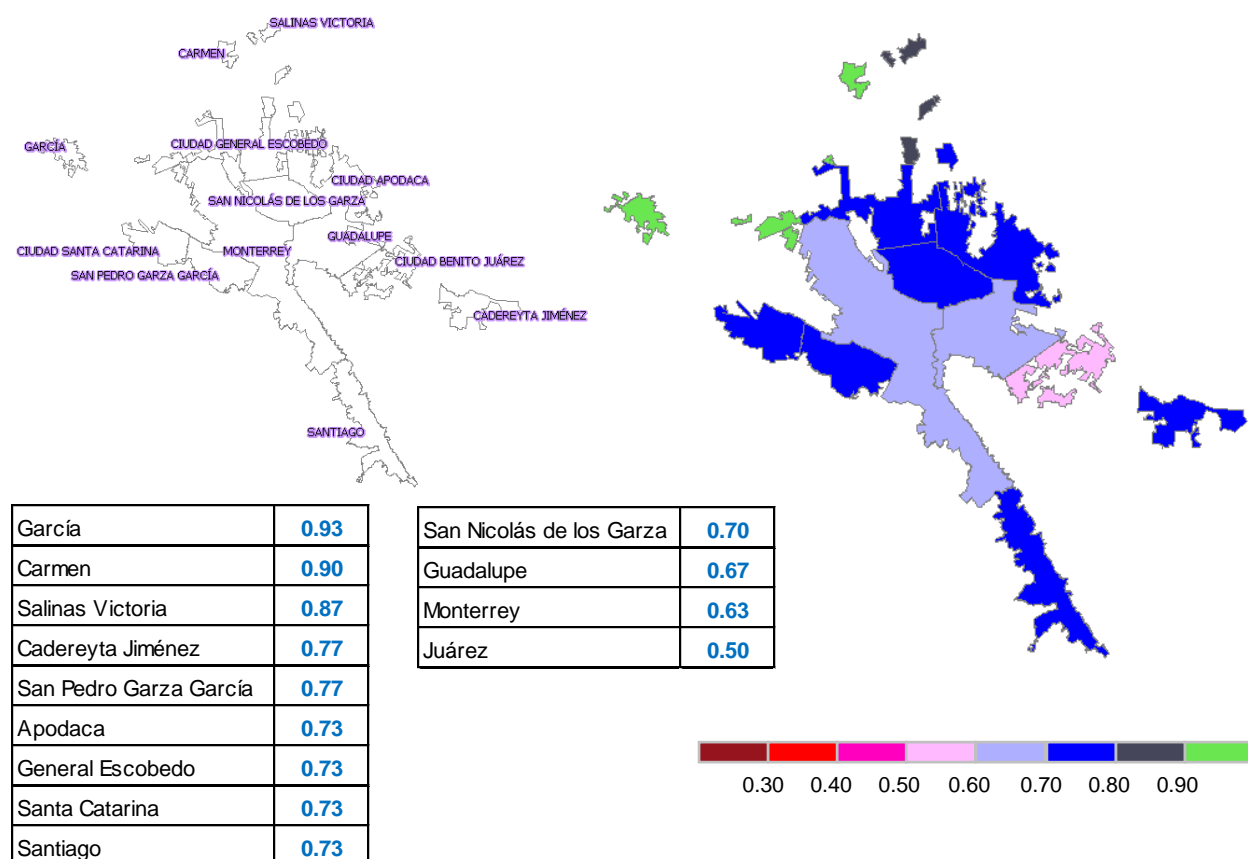 SALINAS VICTORIA
CARMEN
GARCÍA
CIUDAD GENERAL ESCOBEDO
CIUDAD APODACA
SAN NICOLÁS DE LOS GARZA
GUADALUPE
CIUDAD SANTA CATARINA
MONTERREY
CIUDAD BENITO JUÁREZ
SAN PEDRO GARZA GARCÍA
CADEREYTA JIMÉNEZ
SANTIAGO
García 0.93
Carmen 0.90
Salinas Victoria 0.87
Cadereyta Jiménez 0.77
San Pedro Garza García 0.77
Apodaca 0.73
General Escobedo 0.73
Santa Catarina 0.73
Santiago 0.73
San Nicolás de los Garza 0.70
Guadalupe 0.67
Monterrey 0.63
Juárez 0.50
0.30 0.40 0.50 0.60 0.70 0.80 0.90